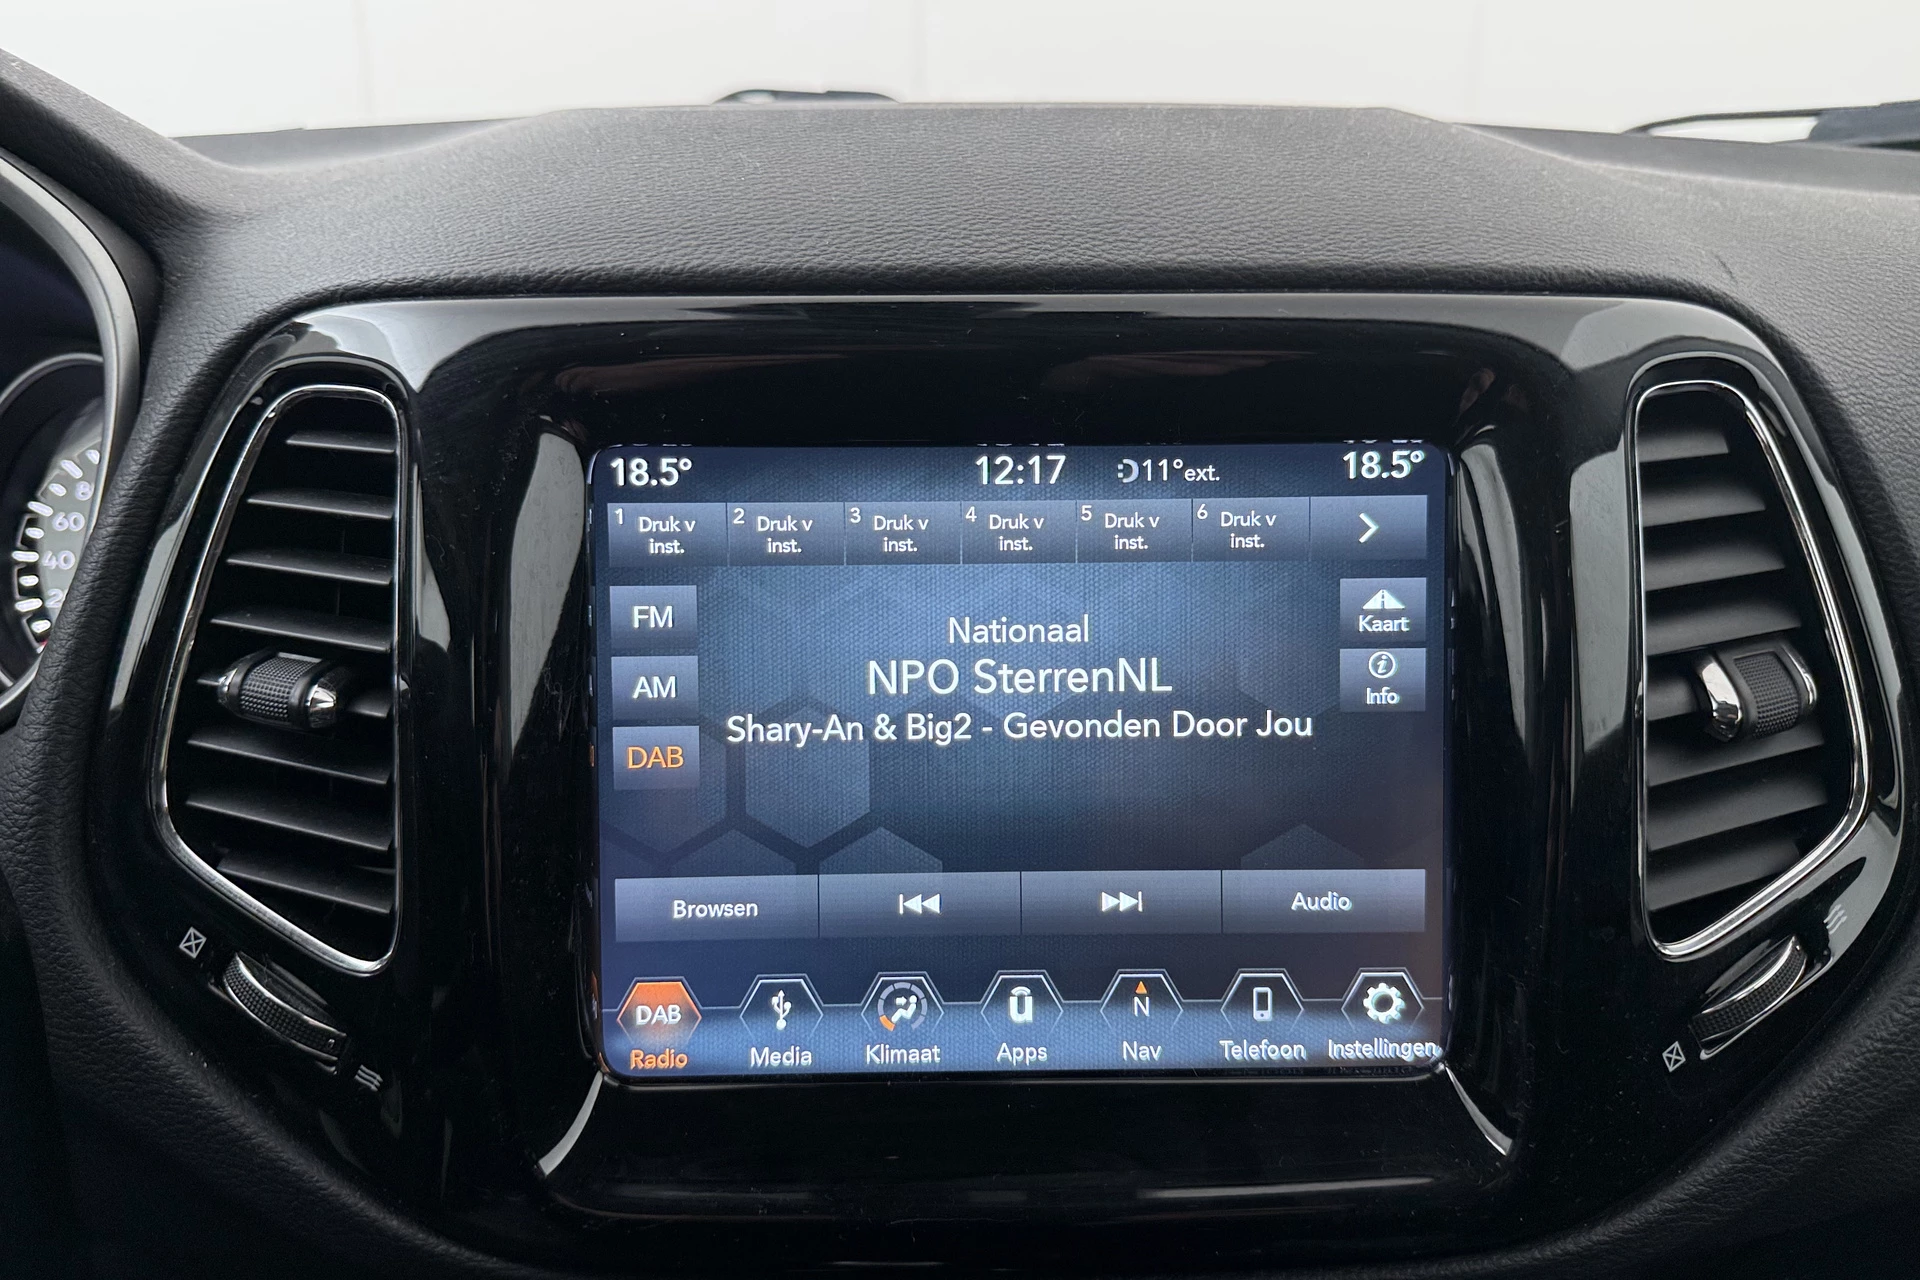 18.5° 12:17 11°ext. 18.5°
1 Druk v inst. 2 Druk v inst. 3 Druk v inst. 4 Druk v inst. 5 Druk v inst. 6 Druk v inst.
FM
AM
DAB
Nationaal
NPO SterrenNL
Shary-An & Big2 - Gevonden Door Jou
Kaart
Info
Browsen Audio
DAB N
Radio Media Klimaat Apps Nav Telefoon Instellingen
60
40